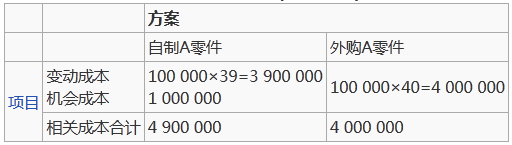 方案
自制A零件 外购A零件
项目
变动成本 100 000×39=3 900 000
机会成本 1 000 000
100 000×40=4 000 000
相关成本合计 4 900 000 4 000 000